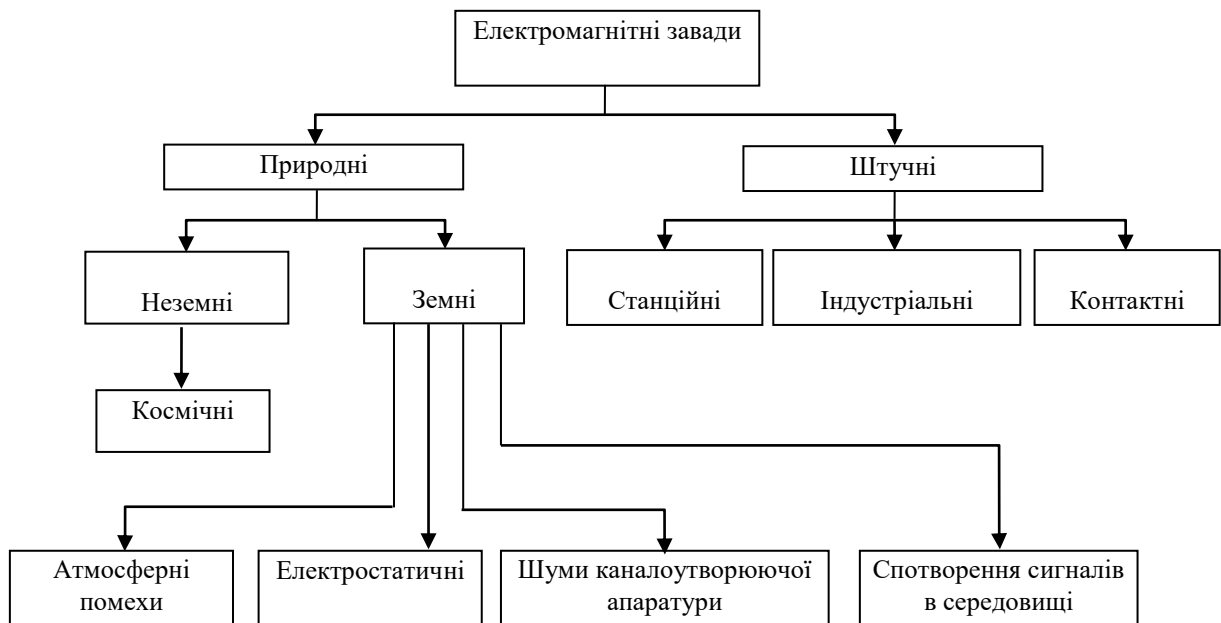 Електромагнітні завади
Природні
Штучні
Неземні
Земні
Станційні
Індустріальні
Контактні
Космічні
Атмосферні
помехи
Електростатичні
Шуми каналоутворюючої
апаратури
Спотворення сигналів
в середовищі